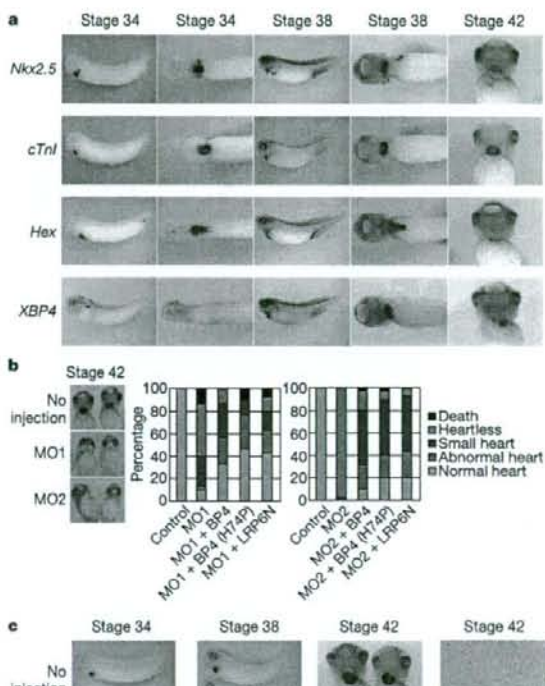 a
Stage 34 Stage 34 Stage 38 Stage 38 Stage 42
Nkx2.5
cTnI
Hex
XBP4
b
Stage 42
No
injection
MO1
MO2
Percentage
100
80
60
40
20
0
Control
MO1
MO1 + BP4
MO1 + BP4 (H74P)
MO1 + LRP6N
100
80
60
40
20
0
Control
MO2
MO2 + BP4
MO2 + BP4 (H74P)
MO2 + LRP6N
Death
Heartless
Small heart
Abnormal heart
Normal heart
c
Stage 34 Stage 38 Stage 42 Stage 42
No
injection